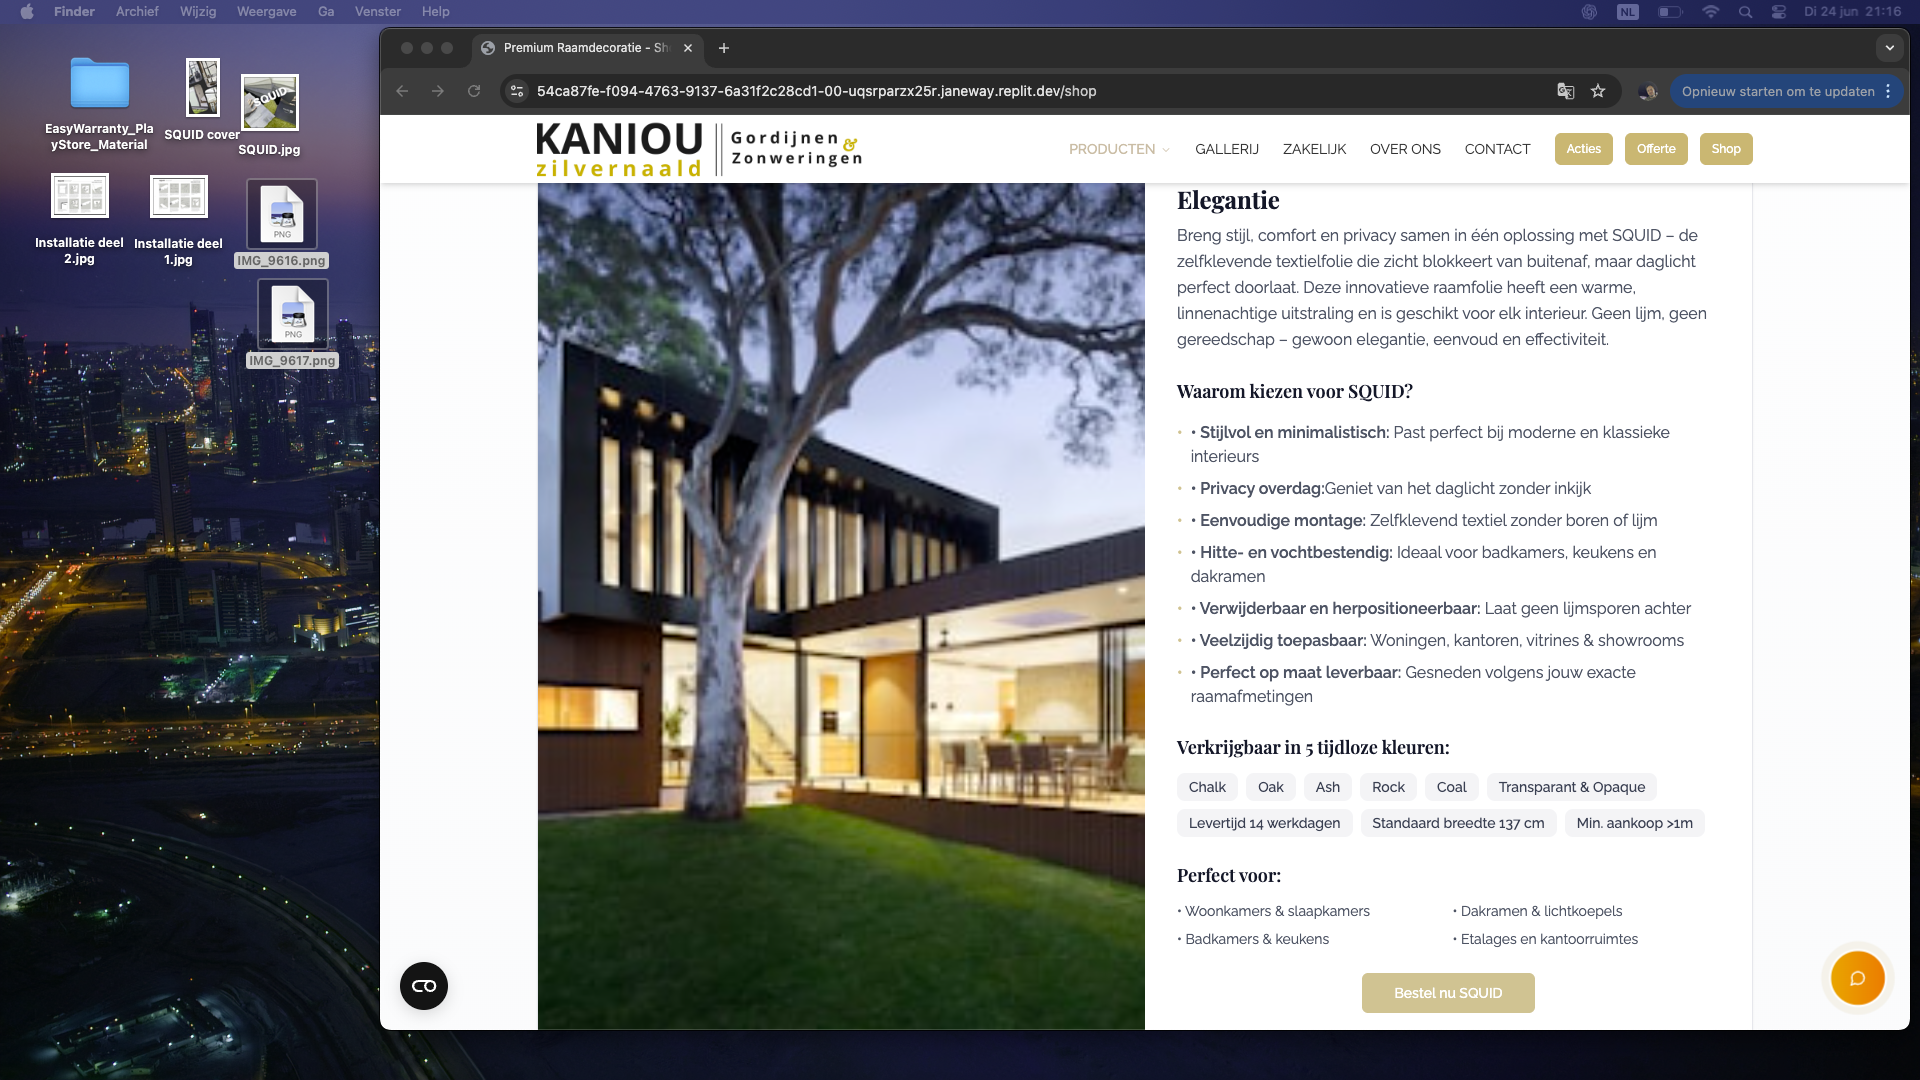 Finder Archief Wijzig Weergave Ga Venster Help NL Di 24 jun 21:16
EasyWarranty_Pla
yStore_Material
SQUID cover
SQUID
SQUID.jpg
Installatie deel
2.jpg
Installatie deel
1.jpg
PNG
IMG_9616.png
PNG
IMG_9617.png
Premium Raamdecoratie - Sh
54ca87fe-f094-4763-9137-6a31f2c28cd1-00-uqsrparzx25r.janeway.replit.dev/shop
Opnieuw starten om te updaten
KANIOU
zilvernaald
Gordijnen &
Zonweringen
PRODUCTEN GALLERIJ ZAKELIJK OVER ONS CONTACT Acties Offerte Shop
Elegantie
Breng stijl, comfort en privacy samen in één oplossing met SQUID – de
zelfklevende textielfolie die zicht blokkeert van buitenaf, maar daglicht
perfect doorlaat. Deze innovatieve raamfolie heeft een warme,
linnenachtige uitstraling en is geschikt voor elk interieur. Geen lijm, geen
gereedschap – gewoon elegantie, eenvoud en effectiviteit.
Waarom kiezen voor SQUID?
• • Stijlvol en minimalistisch: Past perfect bij moderne en klassieke
interieurs
• • Privacy overdag:Geniet van het daglicht zonder inkijk
• • Eenvoudige montage: Zelfklevend textiel zonder boren of lijm
• • Hitte- en vochtbestendig: Ideaal voor badkamers, keukens en
dakramen
• • Verwijderbaar en herpositioneerbaar: Laat geen lijmsporen achter
• • Veelzijdig toepasbaar: Woningen, kantoren, vitrines & showrooms
• • Perfect op maat leverbaar: Gesneden volgens jouw exacte
raamafmetingen
Verkrijgbaar in 5 tijdloze kleuren:
Chalk Oak Ash Rock Coal Transparant & Opaque
Levertijd 14 werkdagen Standaard breedte 137 cm Min. aankoop >1m
Perfect voor:
• Woonkamers & slaapkamers • Dakramen & lichtkoepels
• Badkamers & keukens • Etalages en kantoorruimtes
Bestel nu SQUID